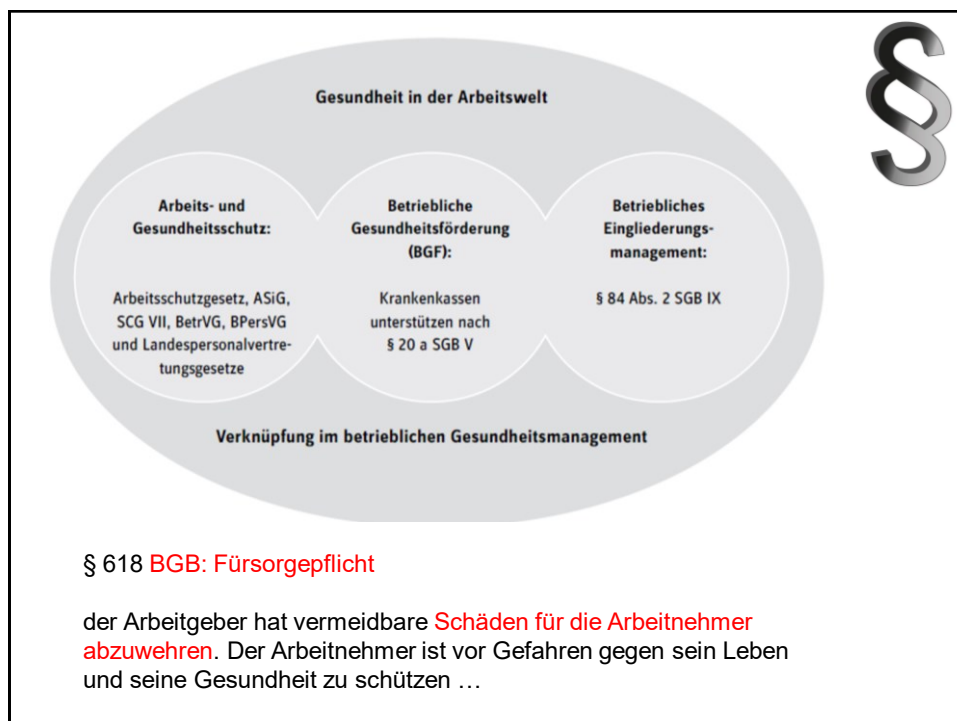 Gesundheit in der Arbeitswelt
§
Arbeits- und
Gesundheitsschutz:
Arbeitsschutzgesetz, ASiG,
SCG VII, BetrVG, BPersVG
und Landespersonalvertre-
tungsgesetze
Betriebliche
Gesundheitsförderung
(BGF):
Krankenkassen
unterstützen nach
§ 20 a SGB V
Betriebliches
Eingliederungs-
management:
§ 84 Abs. 2 SGB IX
Verknüpfung im betrieblichen Gesundheitsmanagement
§ 618 BGB: Fürsorgepflicht
der Arbeitgeber hat vermeidbare Schäden für die Arbeitnehmer
abzuwehren. Der Arbeitnehmer ist vor Gefahren gegen sein Leben
und seine Gesundheit zu schützen …